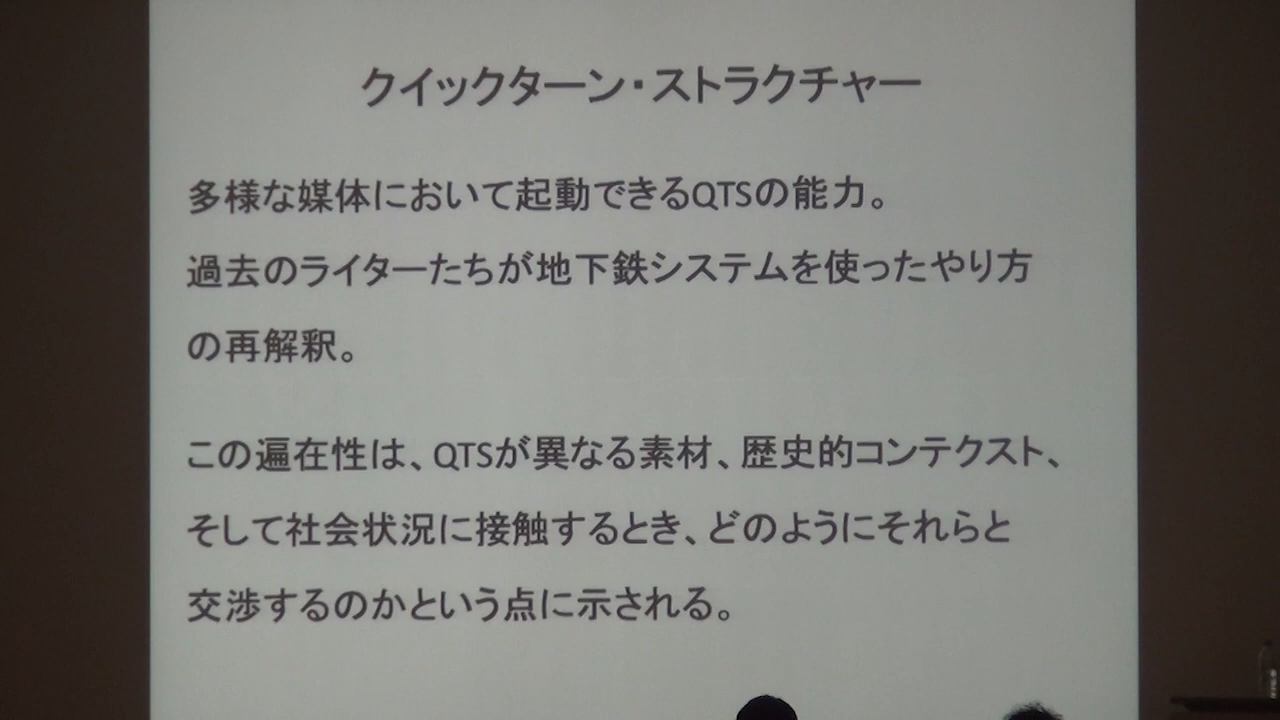 クイックターン・ストラクチャー
多様な媒体において起動できるQTSの能力。
過去のライターたちが地下鉄システムを使ったやり方
の再解釈。
この遍在性は、QTSが異なる素材、歴史的コンテクスト、
そして社会状況に接触するとき、どのようにそれらと
交渉するのかという点に示される。